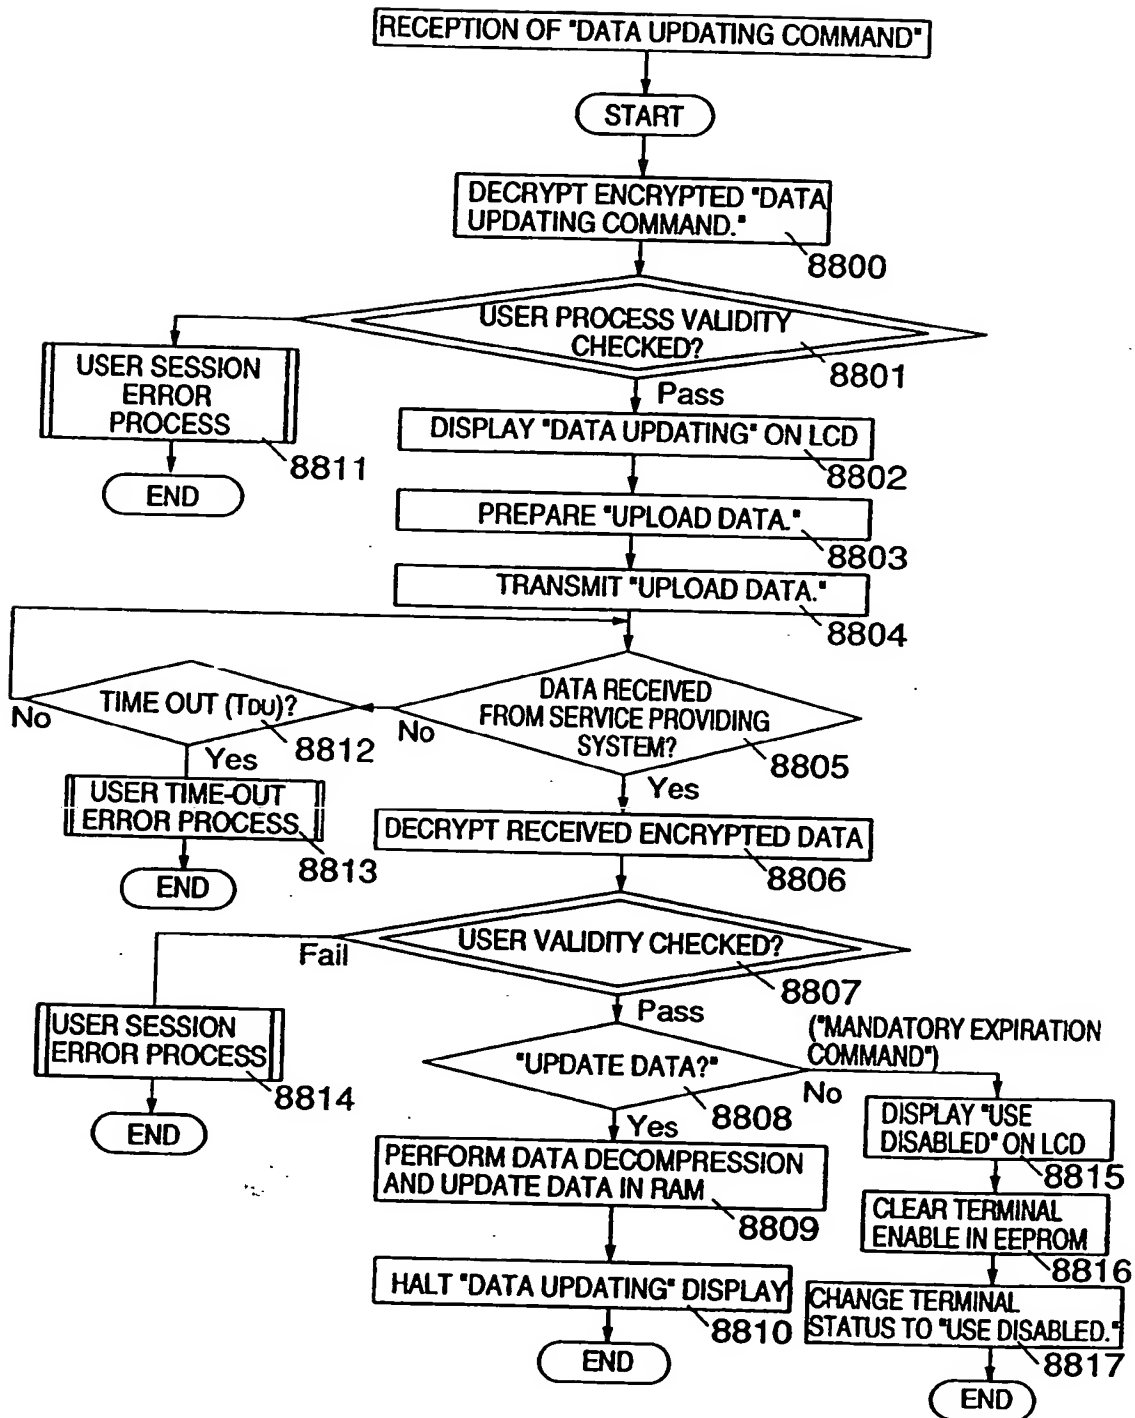 RECEPTION OF "DATA UPDATING COMMAND"
START
DECRYPT ENCRYPTED "DATA
UPDATING COMMAND."
8800
USER PROCESS VALIDITY
CHECKED?
8801
Pass
USER SESSION
ERROR
PROCESS
8811
END
DISPLAY "DATA UPDATING" ON LCD
8802
PREPARE "UPLOAD DATA."
8803
TRANSMIT "UPLOAD DATA."
8804
DATA RECEIVED
FROM SERVICE PROVIDING
SYSTEM?
8805
No
Yes
TIME OUT (TDU)?
8812
No
Yes
USER TIME-OUT
ERROR PROCESS
8813
END
DECRYPT RECEIVED ENCRYPTED DATA
8806
USER VALIDITY CHECKED?
8807
Fail
Pass
USER SESSION
ERROR PROCESS
8814
END
"UPDATE DATA?"
8808
("MANDATORY EXPIRATION
COMMAND")
No
Yes
PERFORM DATA DECOMPRESSION
AND UPDATE DATA IN RAM
8809
HALT "DATA UPDATING" DISPLAY
8810
END
DISPLAY "USE
DISABLED" ON LCD
8815
CLEAR TERMINAL
ENABLE IN EEPROM
8816
CHANGE TERMINAL
STATUS TO "USE DISABLED."
8817
END